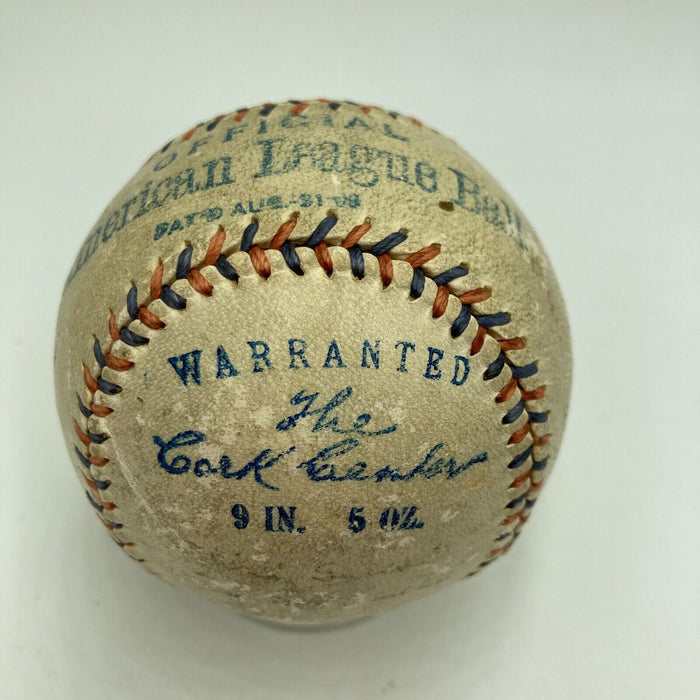 OFFICIAL
American League Ball
PAT'D AUG-31-09
WARRANTED
The
Cork Center
9 IN. 5 OZ.